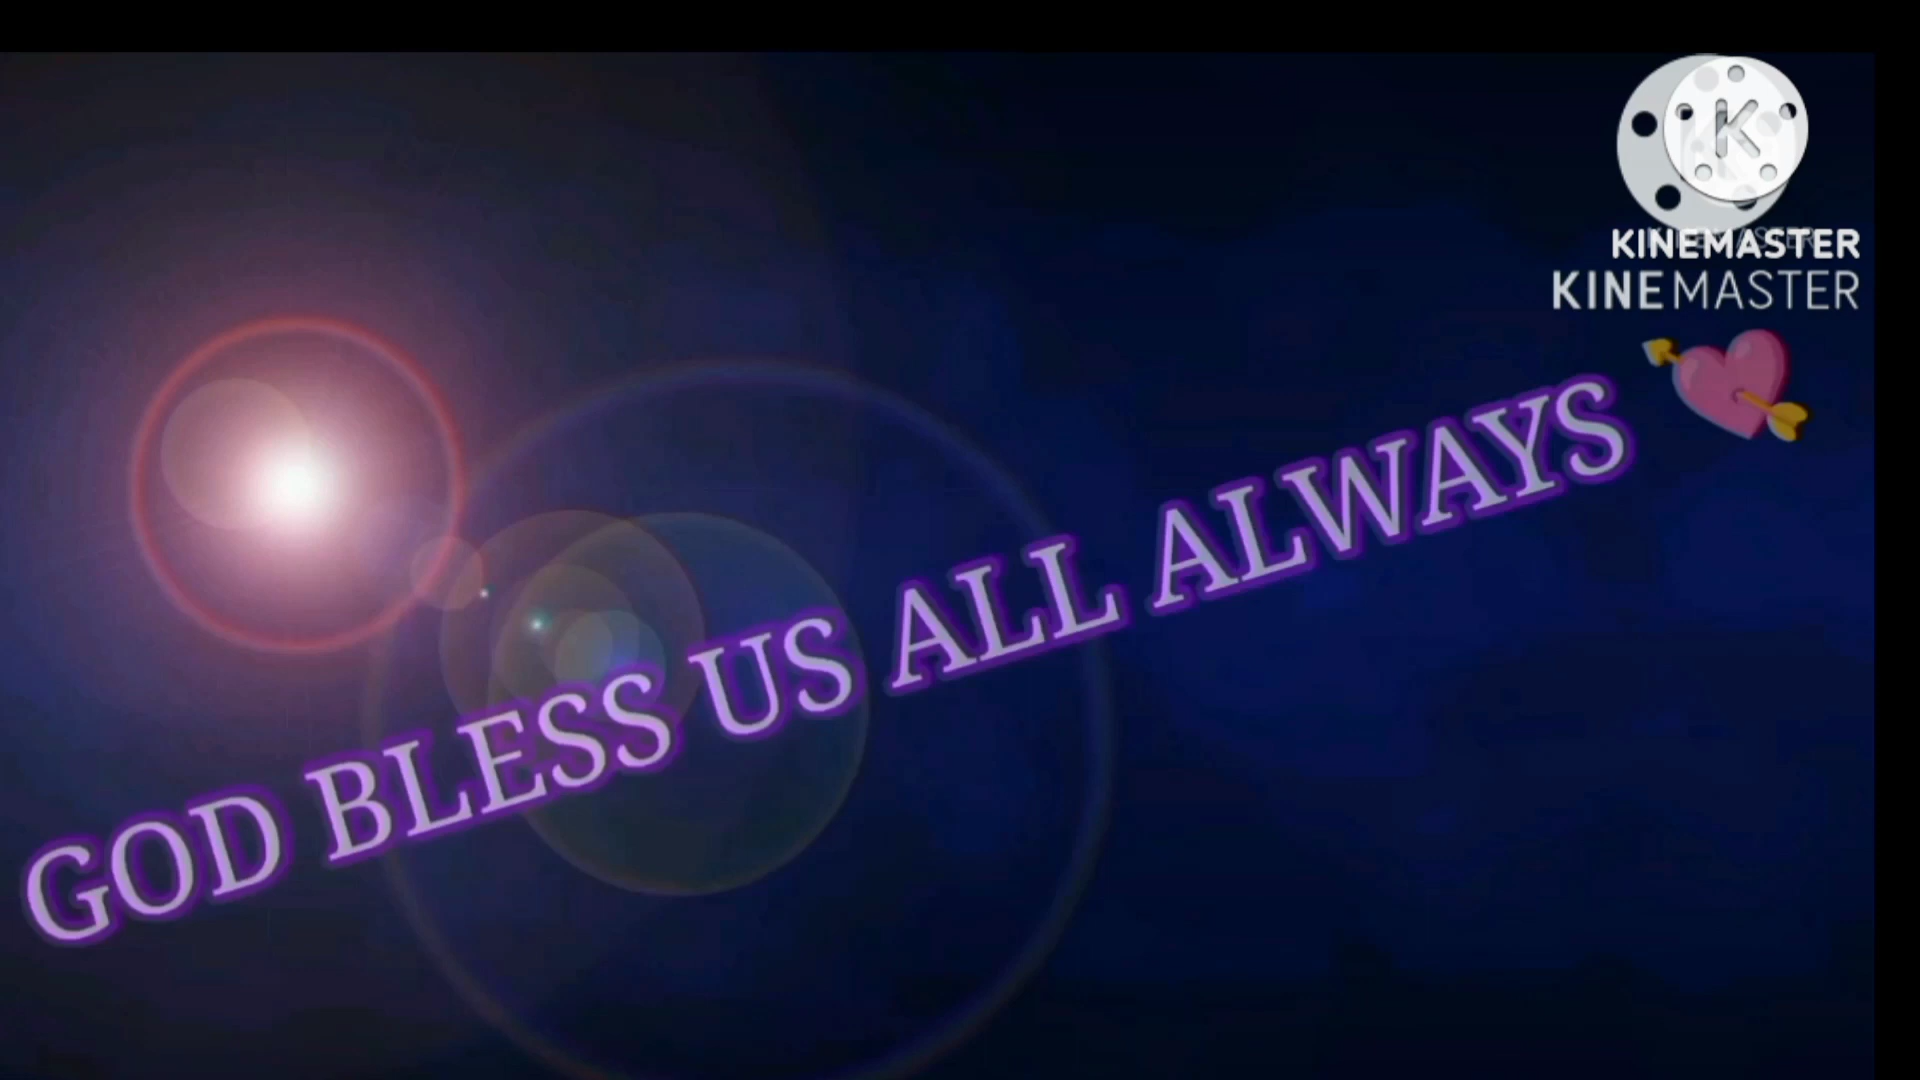 K
KINEMASTER
KINEMASTER
GOD BLESS US ALL ALWAYS 💘